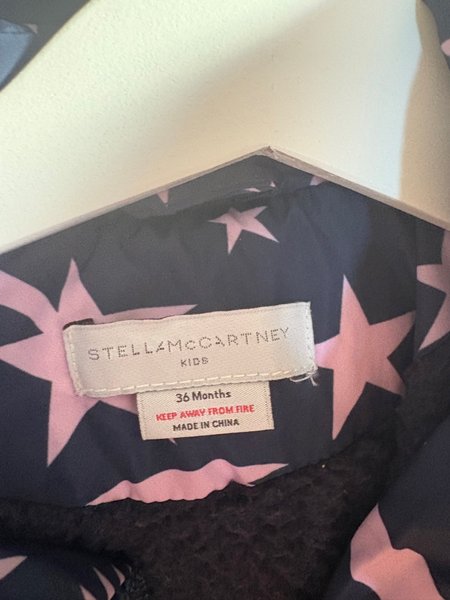 STELLAMcCARTNEY
KIDS
36 Months
KEEP AWAY FROM FIRE
MADE IN CHINA